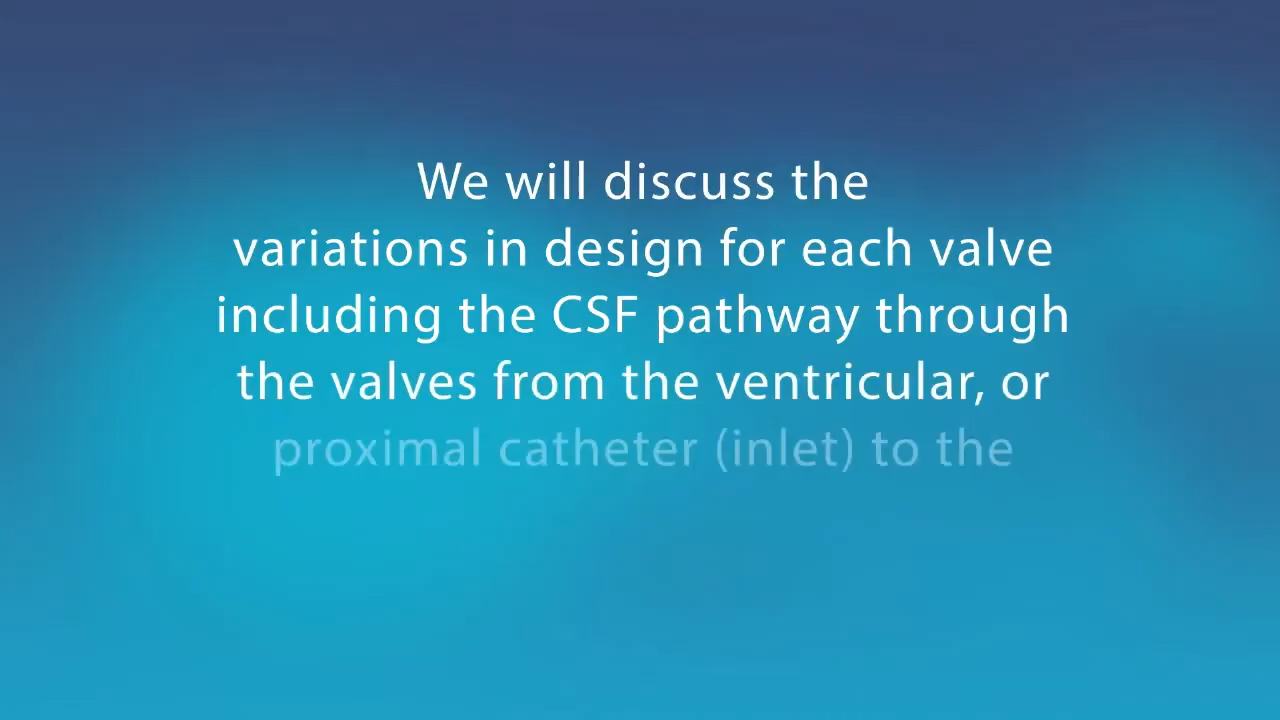 We will discuss the
variations in design for each valve
including the CSF pathway through
the valves from the ventricular, or
proximal catheter (inlet) to the